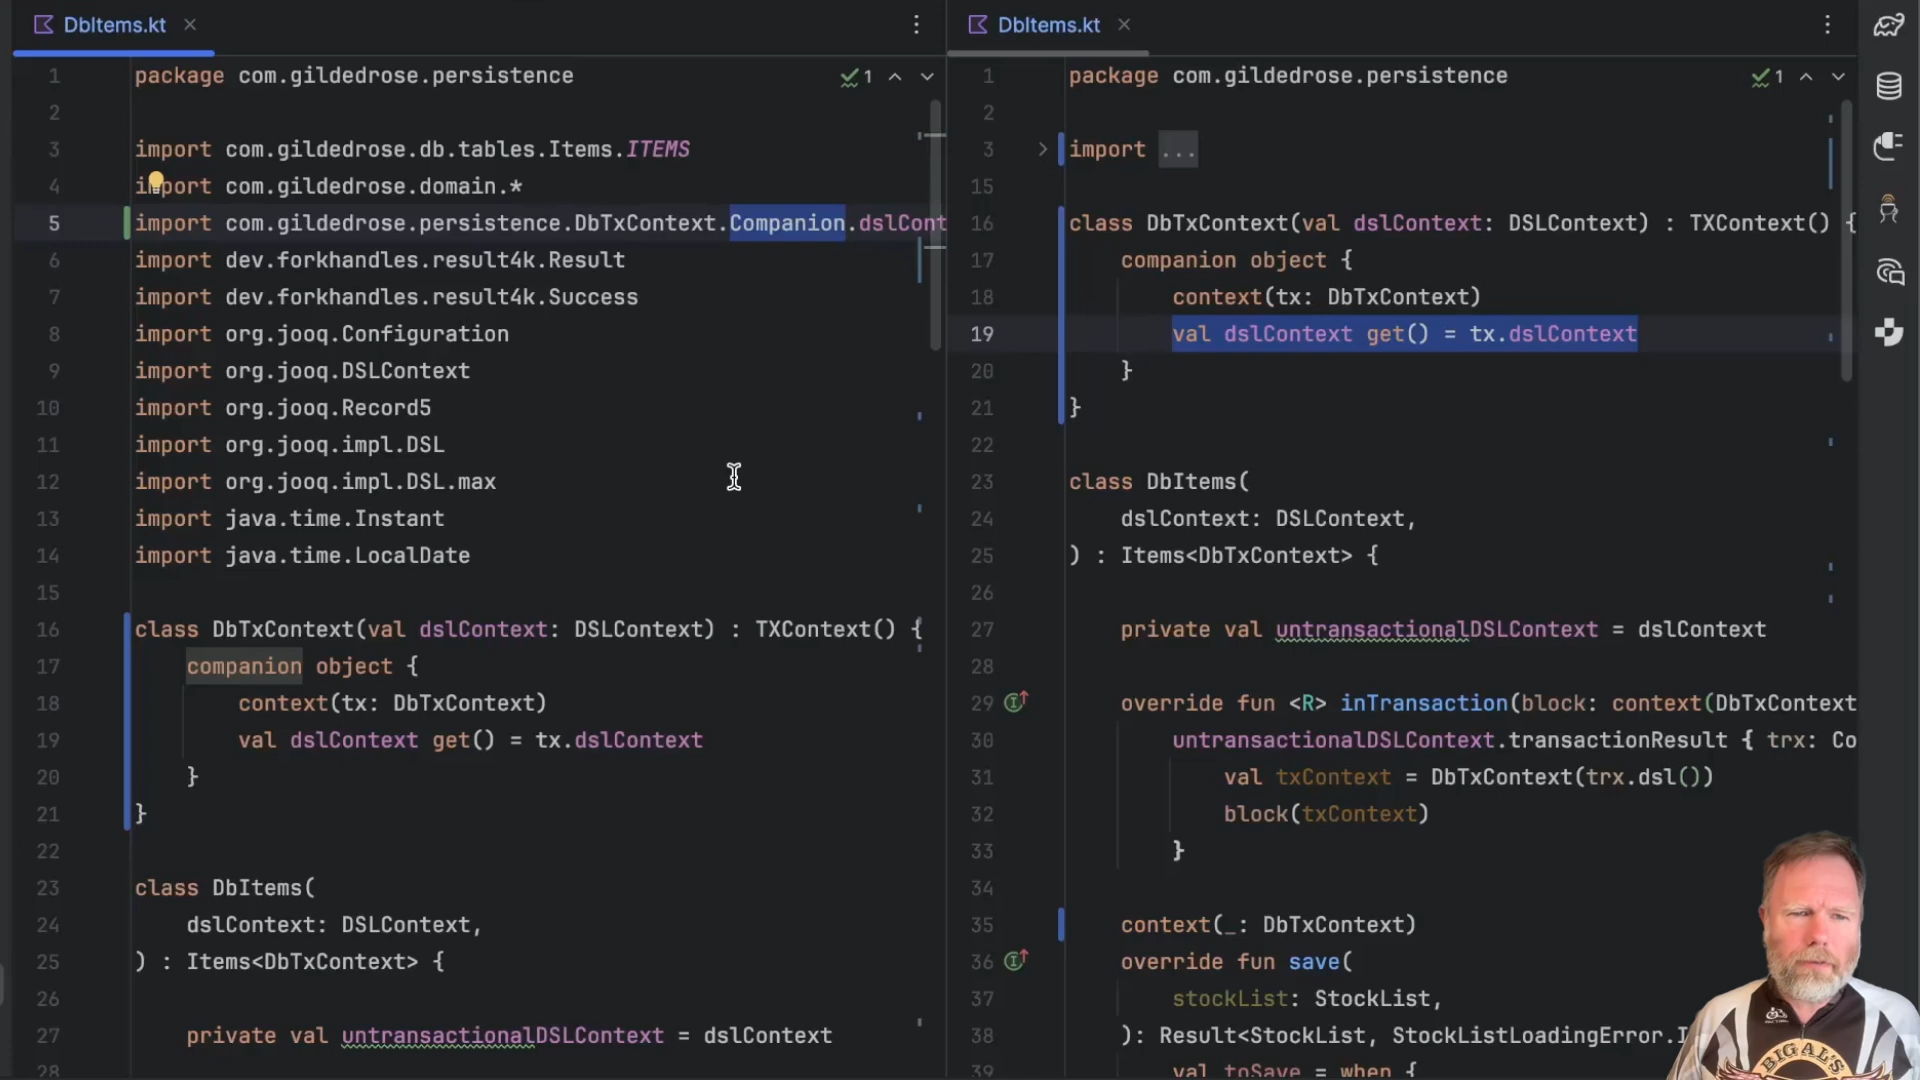 DbItems.kt
1 package com.gildedrose.persistence
1
2
3 import com.gildedrose.db.tables.Items.ITEMS
4 import com.gildedrose.domain.*
5 import com.gildedrose.persistence.DbTxContext.Companion.dslCont
6 import dev.forkhandles.result4k.Result
7 import dev.forkhandles.result4k.Success
8 import org.jooq.Configuration
9 import org.jooq.DSLContext
10 import org.jooq.Record5
11 import org.jooq.impl.DSL
12 import org.jooq.impl.DSL.max
13 import java.time.Instant
14 import java.time.LocalDate
15
16 class DbTxContext(val dslContext: DSLContext) : TXContext() {
17 companion object {
18 context(tx: DbTxContext)
19 val dslContext get() = tx.dslContext
20 }
21 }
22
23 class DbItems(
24 dslContext: DSLContext,
25 ) : Items<DbTxContext> {
26
27 private val untransactionalDSLContext = dslContext
28
DbItems.kt
1 package com.gildedrose.persistence
1
2
3 import ...
15
16 class DbTxContext(val dslContext: DSLContext) : TXContext() {
17 companion object {
18 context(tx: DbTxContext)
19 val dslContext get() = tx.dslContext
20 }
21 }
22
23 class DbItems(
24 dslContext: DSLContext,
25 ) : Items<DbTxContext> {
26
27 private val untransactionalDSLContext = dslContext
28
29 override fun <R> inTransaction(block: context(DbTxContext
30 untransactionalDSLContext.transactionResult { trx: Co
31 val txContext = DbTxContext(trx.dsl())
32 block(txContext)
33 }
34
35 context(_: DbTxContext)
36 override fun save(
37 stockList: StockList,
38 ): Result<StockList, StockListLoadingError.I
39 val toSave = when {
BIG AL'S